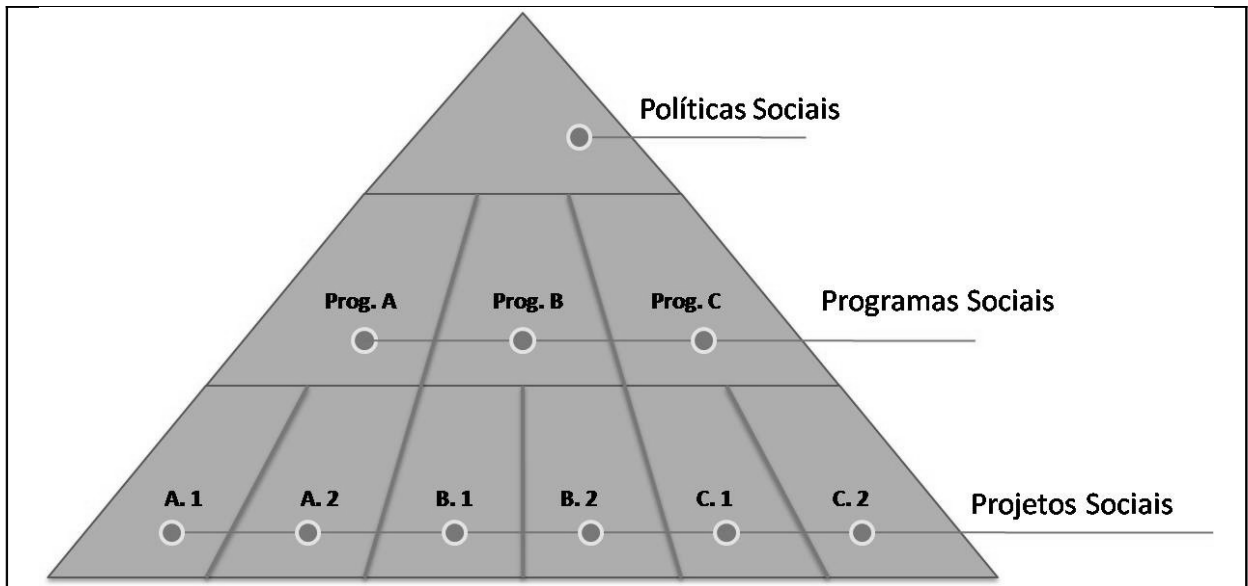 Políticas Sociais
Prog. A Prog. B Prog. C Programas Sociais
A. 1 A. 2 B. 1 B. 2 C. 1 C. 2 Projetos Sociais